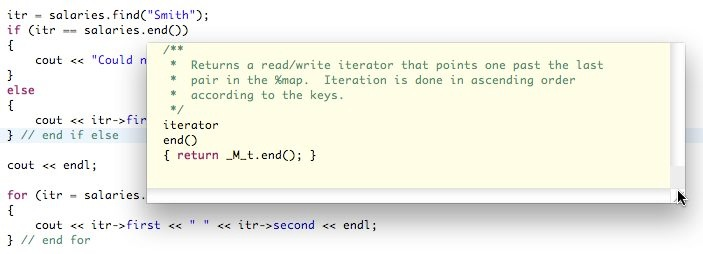 itr = salaries.find("Smith");
if (itr == salaries.end())
{
cout << "Could n
}
else
{
cout << itr->fir
} // end if else
cout << endl;
for (itr = salaries.
{
cout << itr->first << " " << itr->second << endl;
} // end for
/**
* Returns a read/write iterator that points one past the last
* pair in the %map. Iteration is done in ascending order
* according to the keys.
*/
iterator
end()
{ return _M_t.end(); }